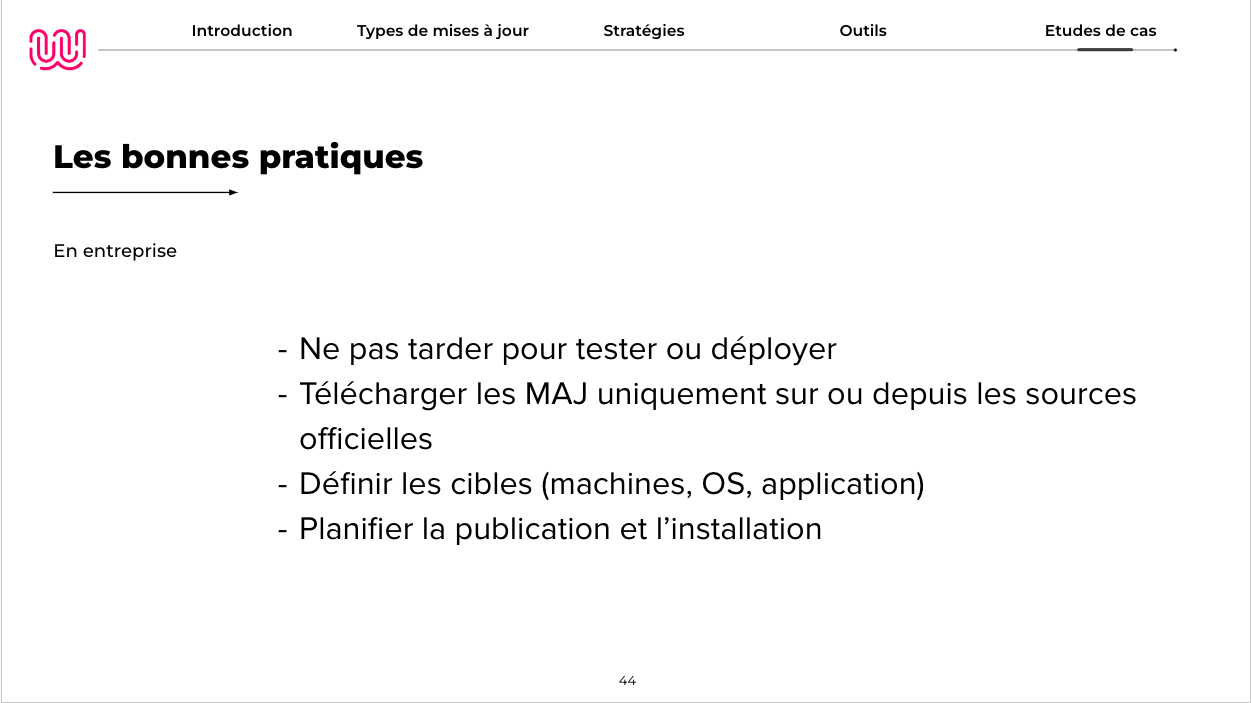 Introduction
Types de mises à jour
Stratégies
Outils
Etudes de cas
Les bonnes pratiques
En entreprise
- Ne pas tarder pour tester ou déployer
- Télécharger les MAJ uniquement sur ou depuis les sources
officielles
- Définir les cibles (machines, OS, application)
- Planifier la publication et l’installation
44